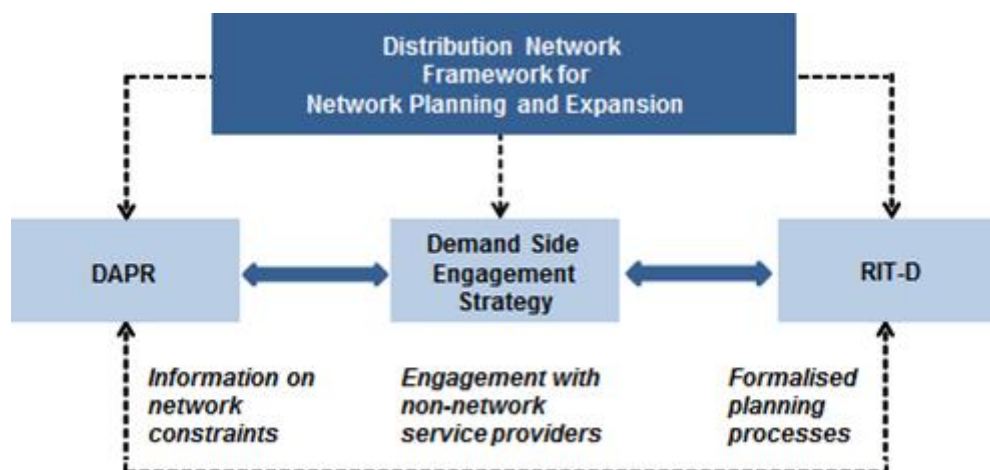 Distribution Network
Framework for
Network Planning and Expansion
DAPR
Demand Side
Engagement
Strategy
RIT-D
Information on
network
constraints
Engagement with
non-network
service providers
Formalised
planning
processes